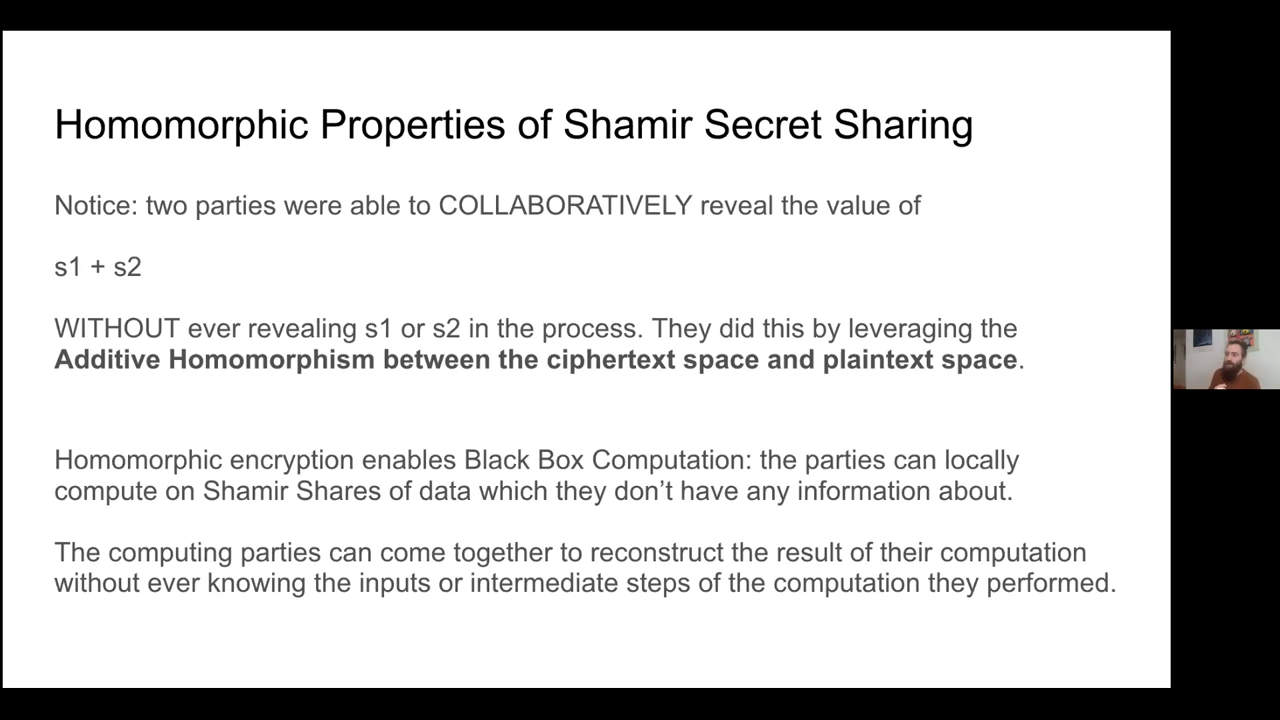 Homomorphic Properties of Shamir Secret Sharing
Notice: two parties were able to COLLABORATIVELY reveal the value of
s1 + s2
WITHOUT ever revealing s1 or s2 in the process. They did this by leveraging the
Additive Homomorphism between the ciphertext space and plaintext space.
Homomorphic encryption enables Black Box Computation: the parties can locally
compute on Shamir Shares of data which they don’t have any information about.
The computing parties can come together to reconstruct the result of their computation
without ever knowing the inputs or intermediate steps of the computation they performed.